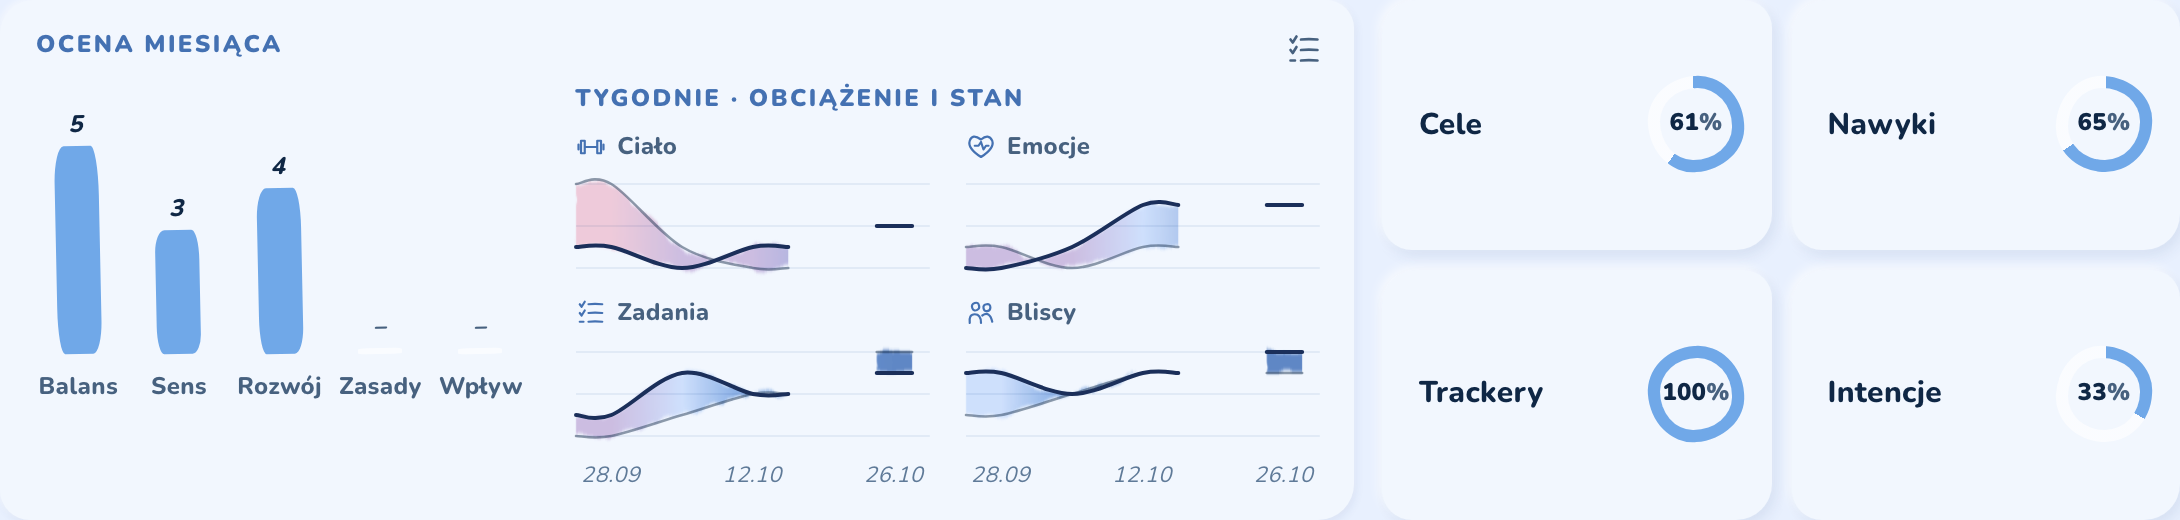 OCENA MIESIĄCA
5
3
4
–
–
Balans
Sens
Rozwój
Zasady
Wpływ
TYGODNIE · OBCIĄŻENIE I STAN
Ciało
Emocje
Zadania
Bliscy
28.09
12.10
26.10
28.09
12.10
26.10
Cele
61%
Nawyki
65%
Trackery
100%
Intencje
33%